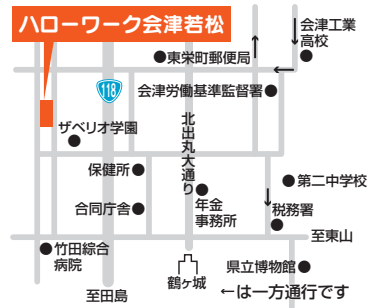 ハローワーク会津若松
会津工業
高校
東栄町郵便局
118
会津労働基準監督署
ザベリオ学園
北出丸大通り
保健所
第二中学校
合同庁舎
年金
事務所
税務署
至東山
竹田綜合
病院
鶴ヶ城
県立博物館
至田島
←は一方通行です